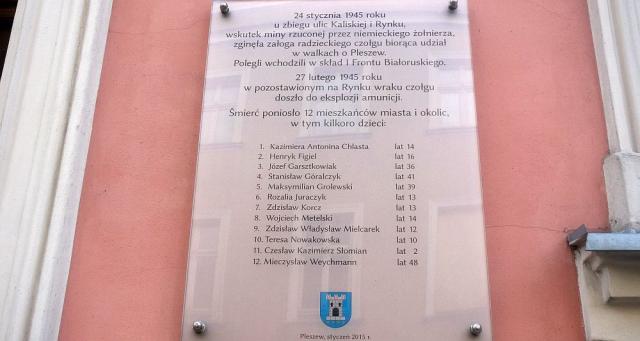 24 stycznia 1945 roku
u zbiegu ulic Kaliskiej i Rynku,
wskutek miny rzuconej przez niemieckiego żołnierza,
zginęła załoga radzieckiego czołgu biorąca udział
w walkach o Pleszew.
Polegli wchodzili w skład I Frontu Białoruskiego.
27 lutego 1945 roku
w pozostawionym na Rynku wraku czołgu
doszło do eksplozji amunicji.
Śmierć poniosło 12 mieszkańców miasta i okolic,
w tym kilkoro dzieci:
1. Kazimiera Antonina Chlasta lat 14
2. Henryk Figiel lat 16
3. Józef Garsztkowiak lat 36
4. Stanisław Góralczyk lat 41
5. Maksymilian Grolewski lat 39
6. Rozalia Juraczyk lat 13
7. Zdzisław Korcz lat 13
8. Wojciech Metelski lat 14
9. Zdzisław Władysław Mielcarek lat 12
10. Teresa Nowakowska lat 10
11. Czesław Kazimierz Słomian lat 2
12. Mieczysław Weychmann lat 48
Pleszew, styczeń 2015 r.